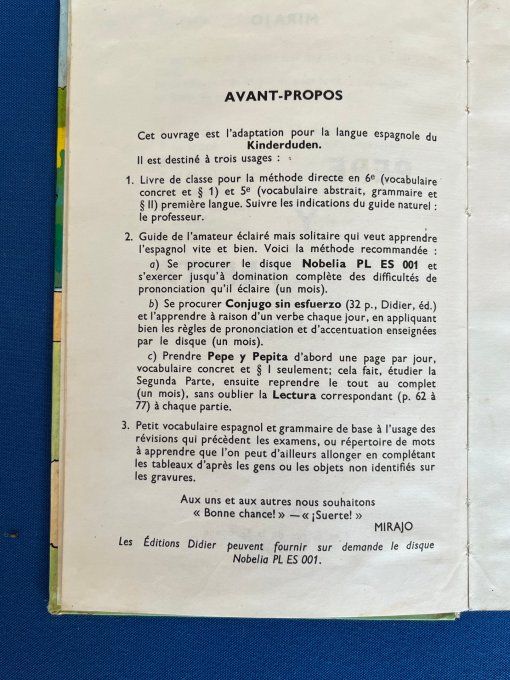 AVANT-PROPOS
Cet ouvrage est l'adaptation pour la langue espagnole du
Kinderduden.
Il est destiné à trois usages :
1. Livre de classe pour la méthode directe en 6e (vocabulaire
concret et § 1) et 5e (vocabulaire abstrait, grammaire et
§ II) première langue. Suivre les indications du guide naturel :
le professeur.
2. Guide de l'amateur éclairé mais solitaire qui veut apprendre
l'espagnol vite et bien. Voici la méthode recommandée :
a) Se procurer le disque Nobelia PL ES 001 et
s'exercer jusqu'à domination complète des difficultés de
prononciation qu'il éclaire (un mois).
b) Se procurer Conjugo sin esfuerzo (32 p., Didier, éd.)
et l'apprendre à raison d'un verbe chaque jour, en appliquant
bien les règles de prononciation et d'accentuation enseignées
par le disque (un mois).
c) Prendre Pepe y Pepita d'abord une page par jour,
vocabulaire concret et § I seulement; cela fait, étudier la
Segunda Parte, ensuite reprendre le tout au complet
(un mois), sans oublier la Lectura correspondant (p. 62 à
77) à chaque partie.
3. Petit vocabulaire espagnol et grammaire de base à l'usage des
révisions qui précèdent les examens, ou répertoire de mots
à apprendre que l'on peut d'ailleurs allonger en complétant
les tableaux d'après les gens ou les objets non identifiés sur
les gravures.
Aux uns et aux autres nous souhaitons
« Bonne chance! » — « ¡Suerte! »
MIRAJO
Les Éditions Didier peuvent fournir sur demande le disque
Nobelia PL ES 001.